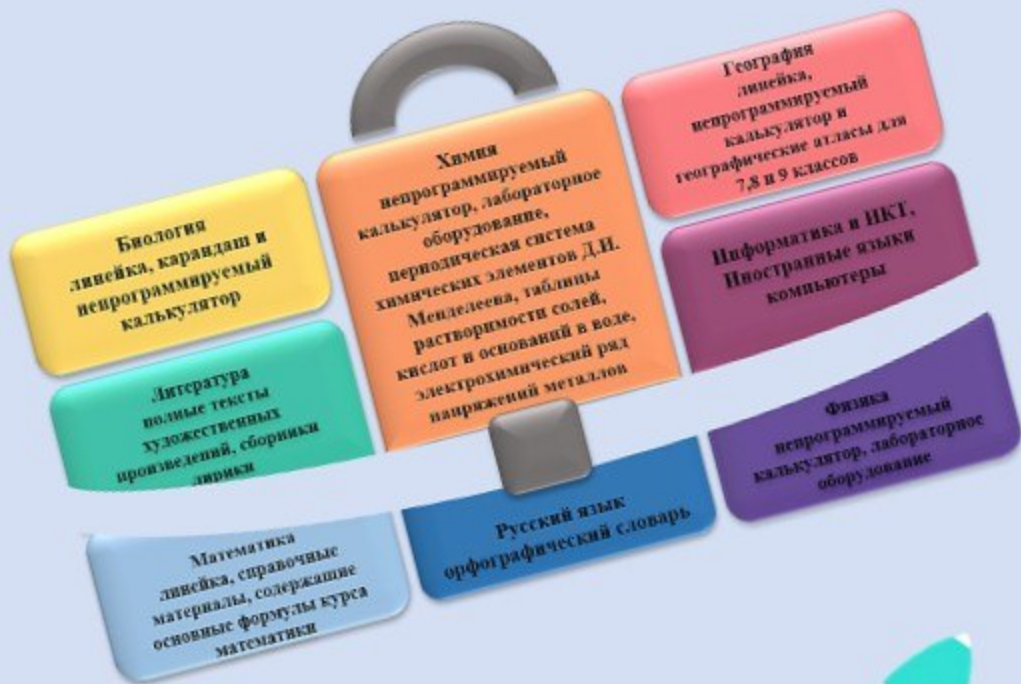 Биология
линейка, карандаш и
непрограммируемый
калькулятор
Химия
непрограммируемый
калькулятор, лабораторное
оборудование,
периодическая система
химических элементов Д.И.
Менделеева, таблицы
растворимости солей,
кислот и оснований в воде,
электрохимический ряд
напряжений металлов
География
линейка,
непрограммируемый
калькулятор и
географические атласы для
7,8 и 9 классов
Информатика и ИКТ,
Иностранные языки
компьютеры
Литература
полные тексты
художественных
произведений, сборники
лирики
Физика
непрограммируемый
калькулятор, лабораторное
оборудование
Математика
линейка, справочные
материалы, содержащие
основные формулы курса
математики
Русский язык
орфографический словарь